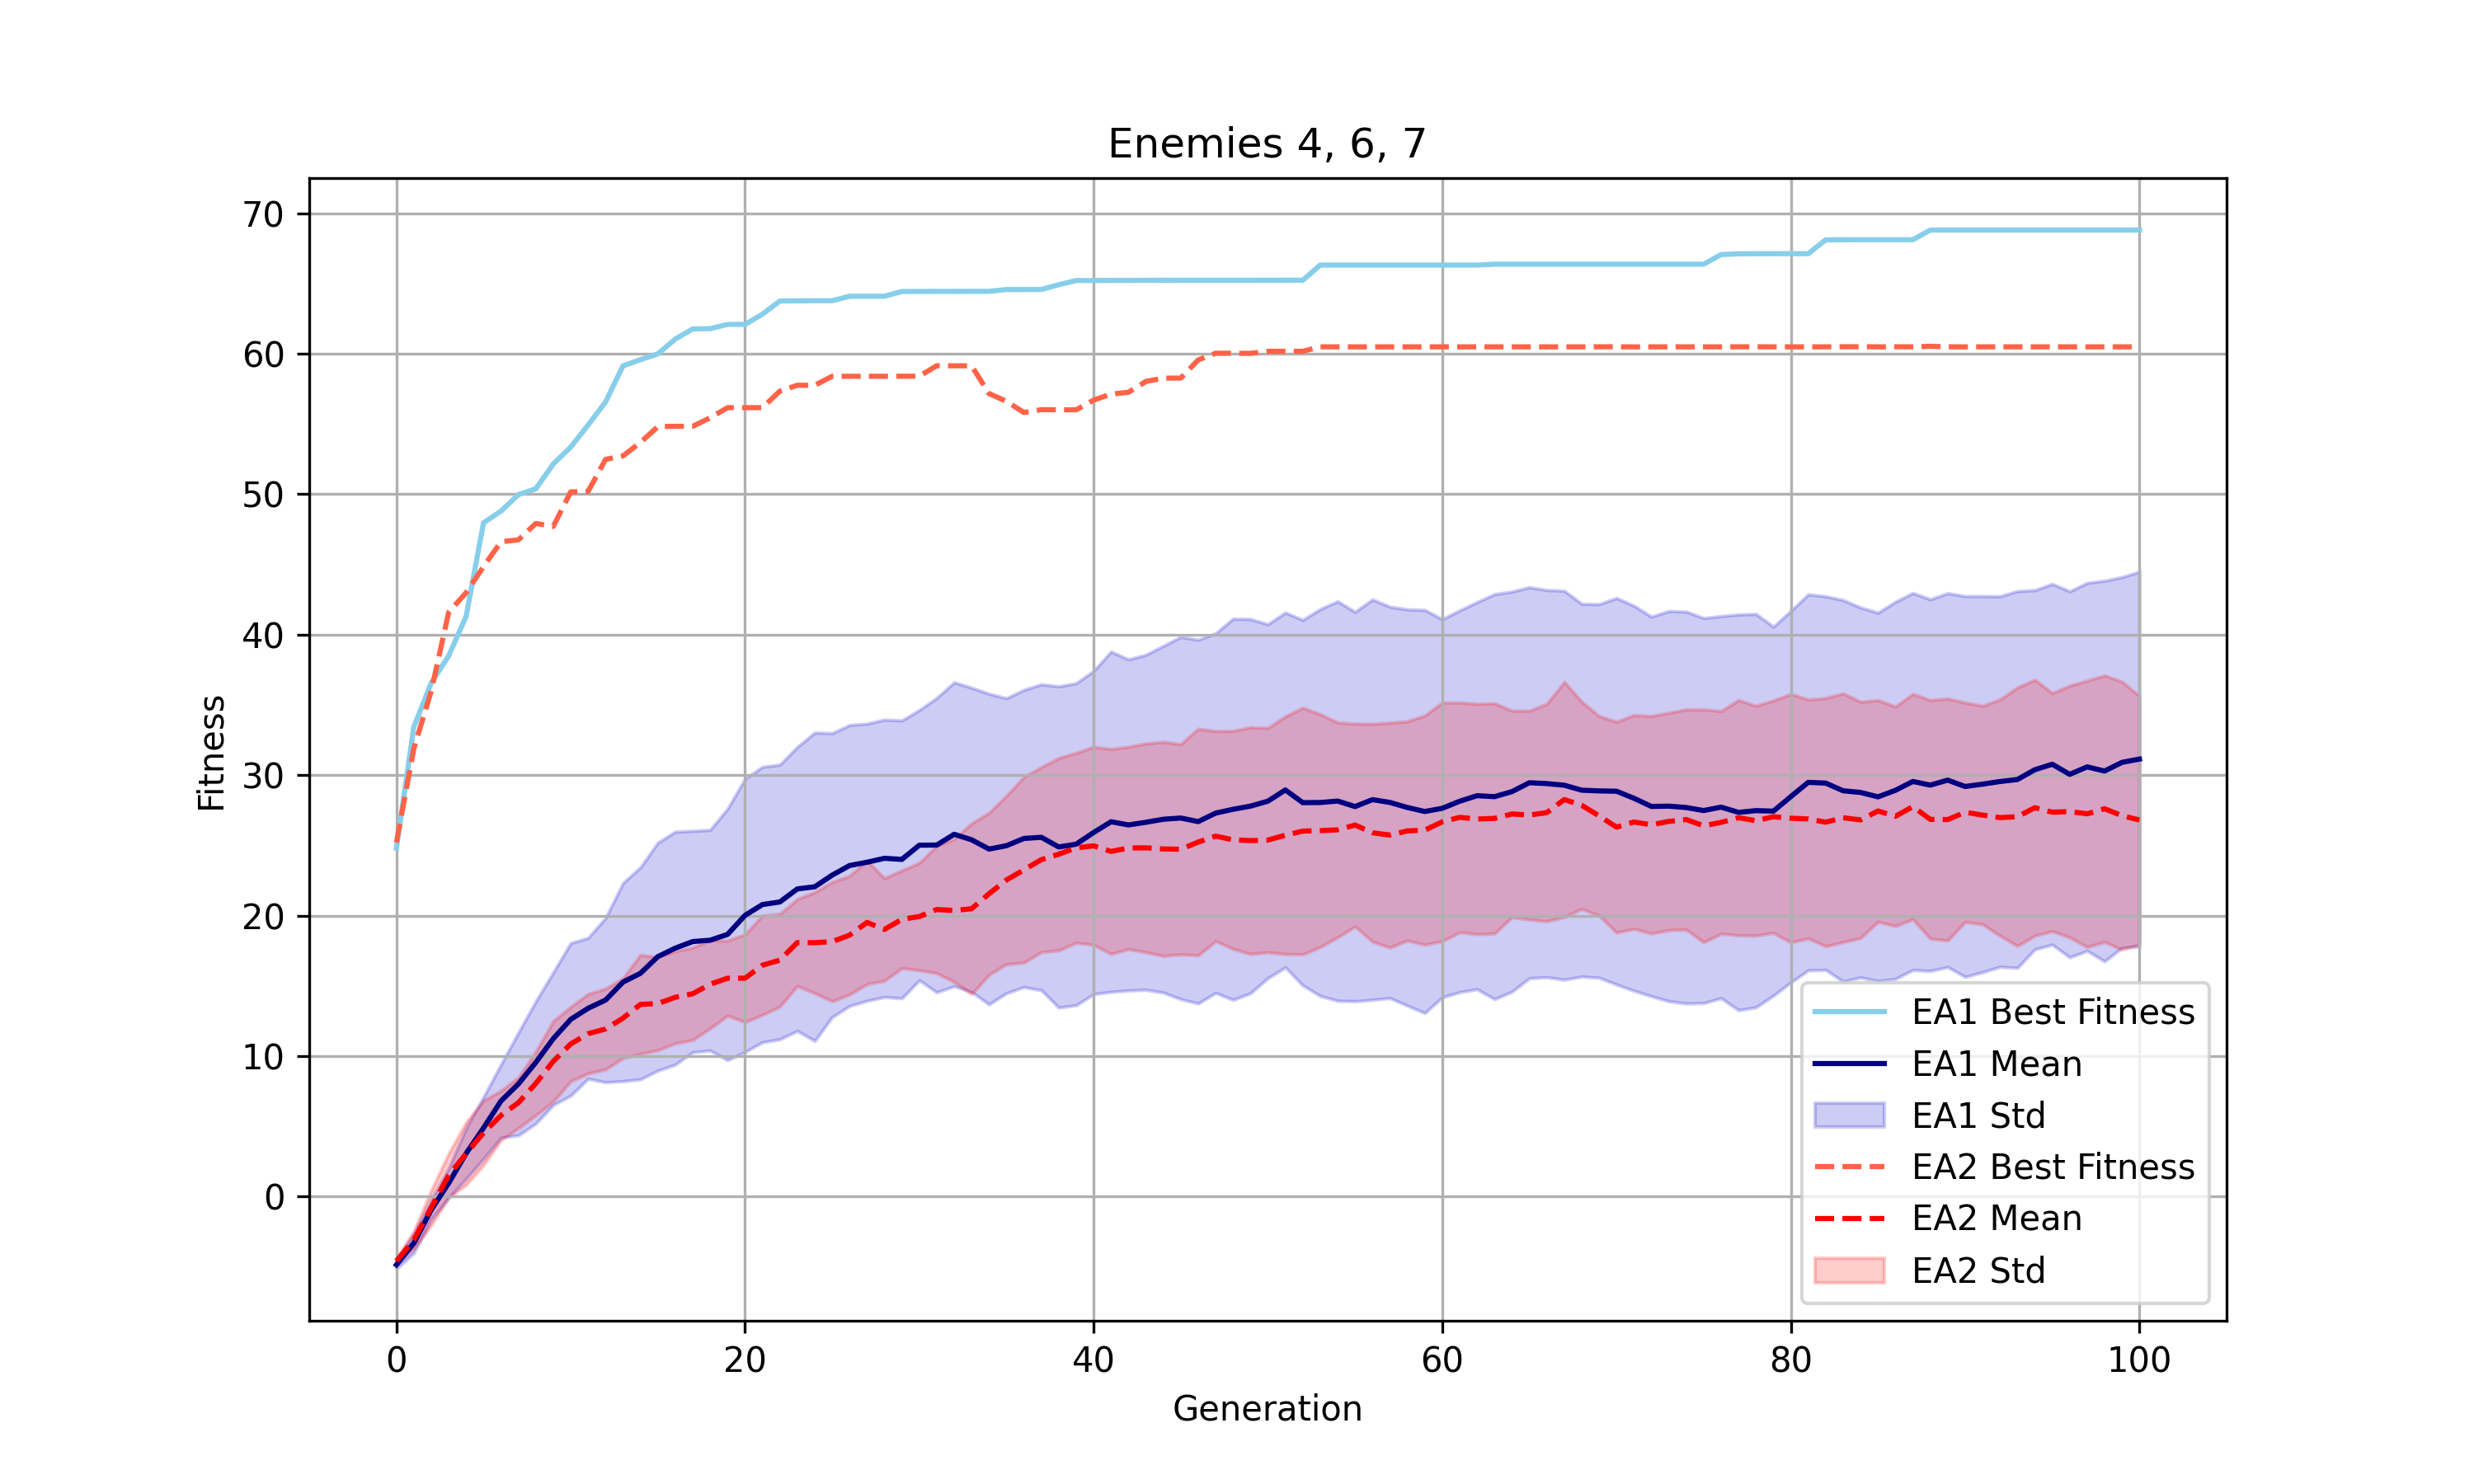 Enemies 4, 6, 7
70
60
50
40
30
20
10
0
Fitness
0 20 40 60 80 100
Generation
EA1 Best Fitness
EA1 Mean
EA1 Std
EA2 Best Fitness
EA2 Mean
EA2 Std